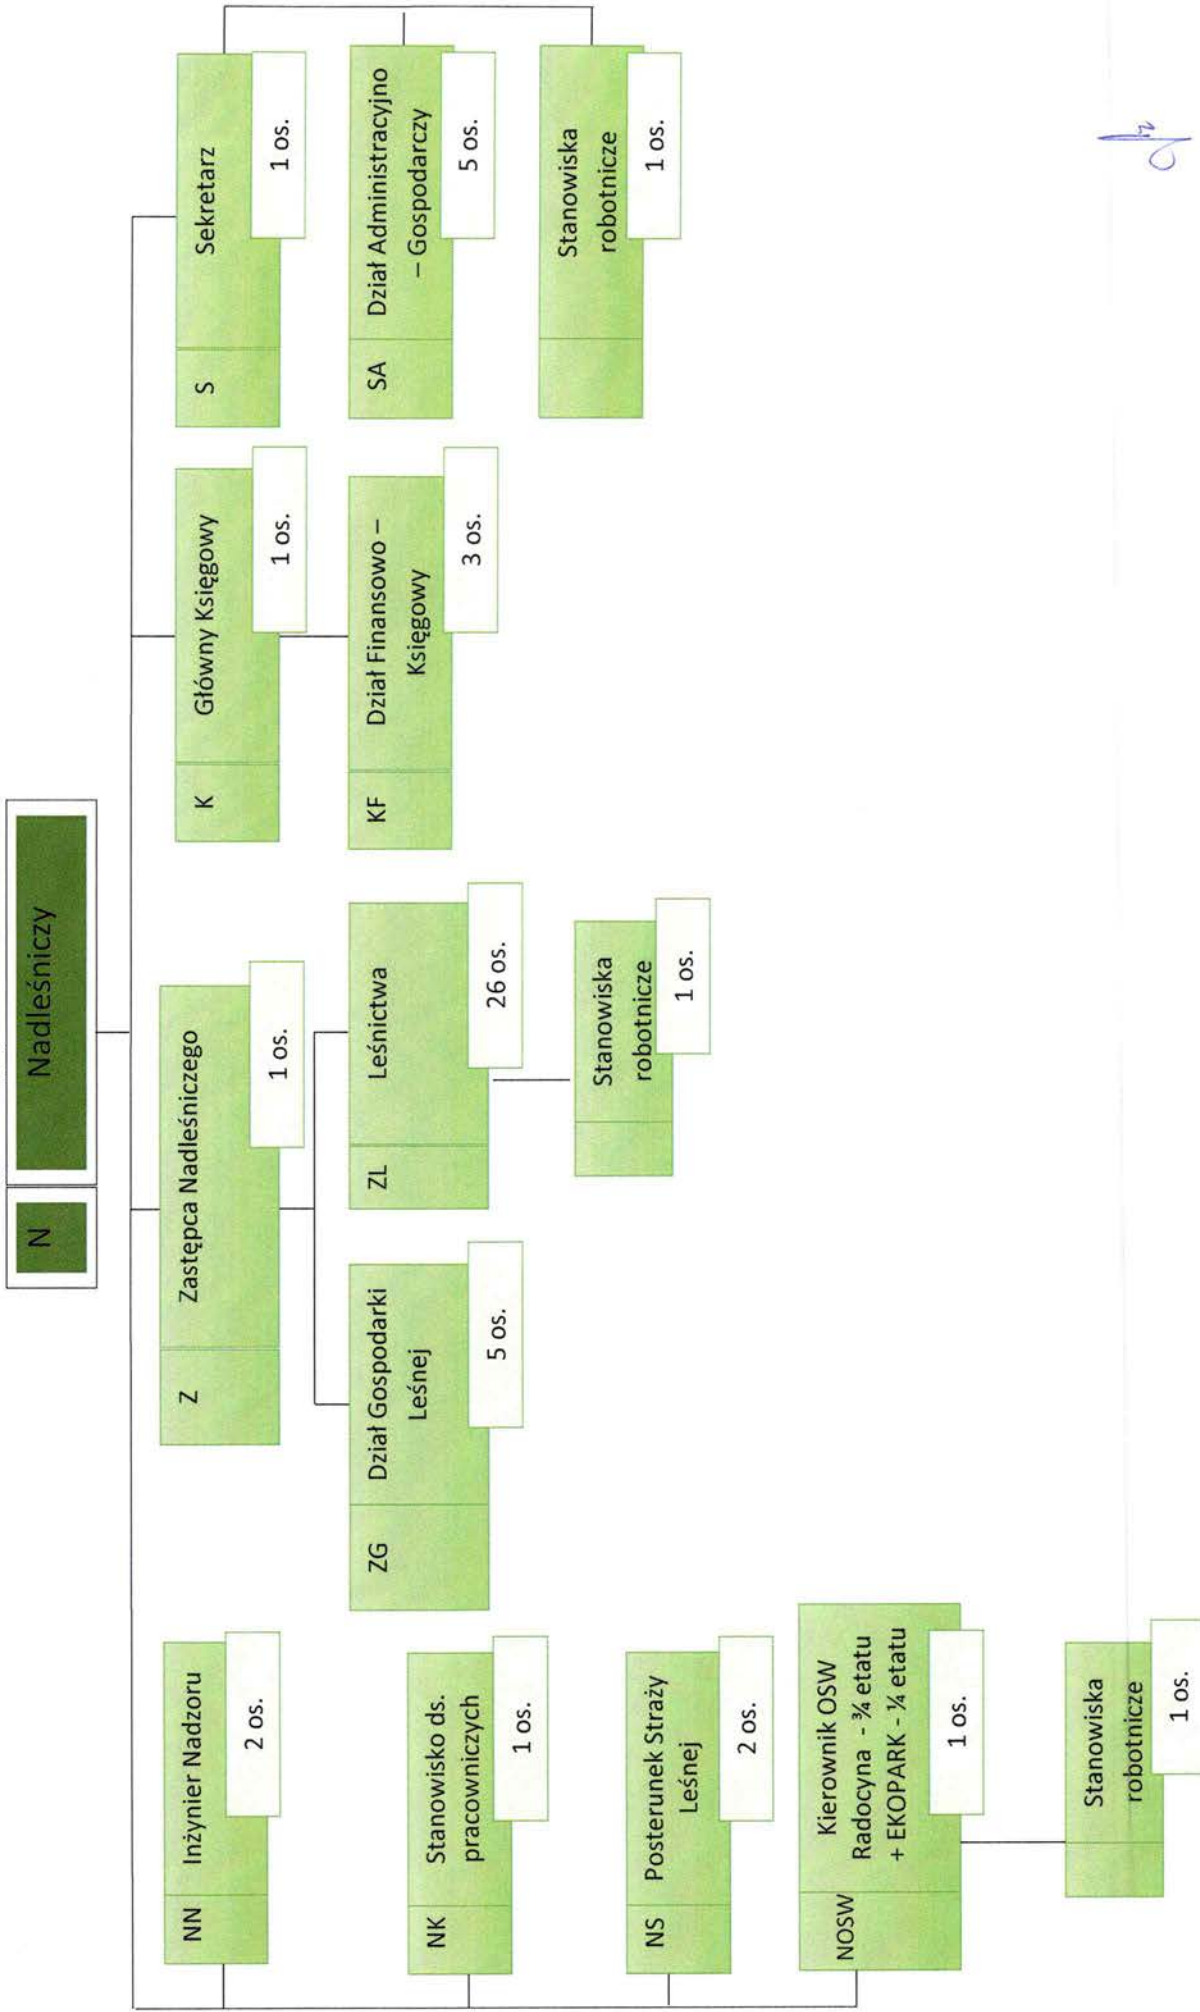 N
Nadleśniczy
NN
Inżynier Nadzoru
2 os.
NK
Stanowisko ds.
pracowniczych
1 os.
NS
Posterunek Straży
Leśnej
2 os.
NOSW
Kierownik OSW
Radocyna - ¾ etatu
+ EKOPARK - ¼ etatu
1 os.
Stanowiska
robotnicze
1 os.
Z
Zastępca Nadleśniczego
1 os.
ZG
Dział Gospodarki
Leśnej
5 os.
ZL
Leśnictwa
26 os.
Stanowiska
robotnicze
1 os.
K
Główny Księgowy
1 os.
KF
Dział Finansowo –
Księgowy
3 os.
S
Sekretarz
1 os.
SA
Dział Administracyjno
– Gospodarczy
5 os.
Stanowiska
robotnicze
1 os.